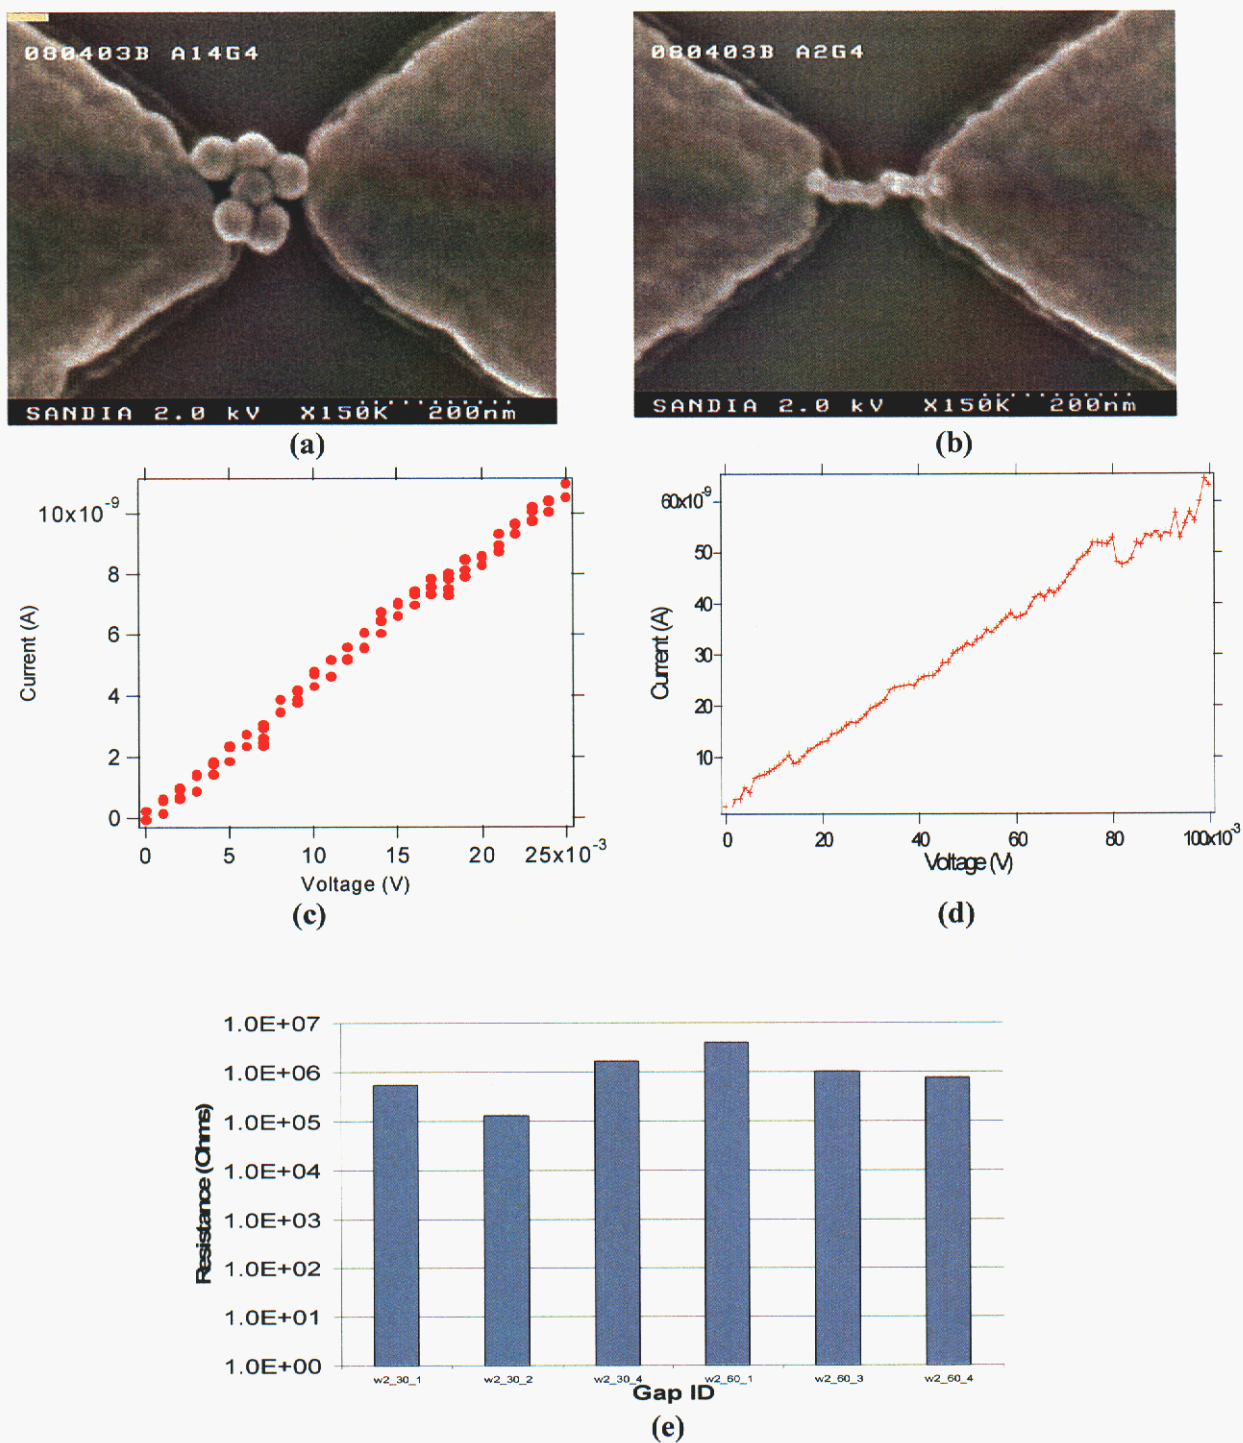 080403B A14G4
SANDIA 2.0 kV X150K 200nm
(a)
080403B A2G4
SANDIA 2.0 kV X150K 200nm
(b)
10x10-9
8
6
4
2
0
Current (A)
0 5 10 15 20 25x10-3
Voltage (V)
(c)
60x10-9
50
40
30
20
10
Current (A)
0 20 40 60 80 100x10-3
Voltage (V)
(d)
1.0E+07
1.0E+06
1.0E+05
1.0E+04
1.0E+03
1.0E+02
1.0E+01
1.0E+00
Resistance (Ohms)
w2_30_1 w2_30_2 w2_30_4 w2_60_1 w2_60_3 w2_60_4
Gap ID
(e)